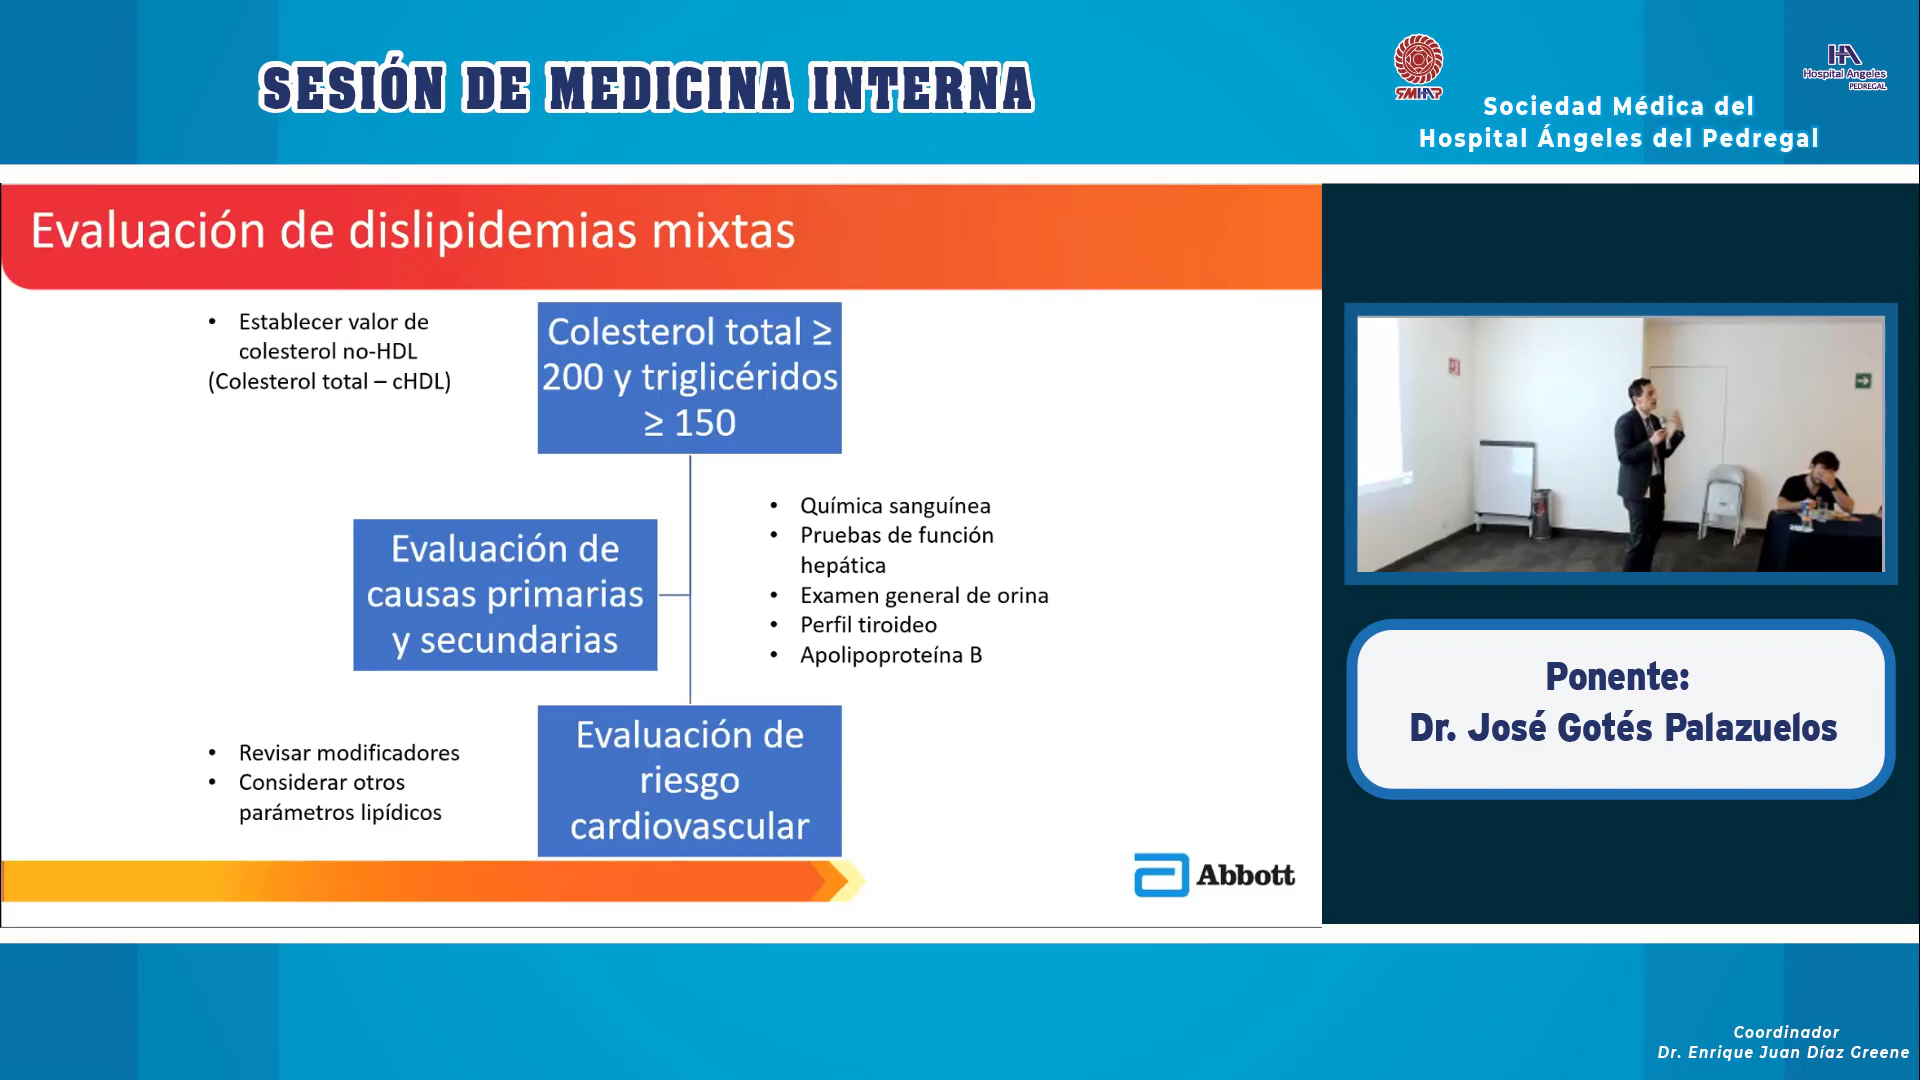 SESIÓN DE MEDICINA INTERNA
SMHAP
HA
Hospital Angeles
PEDREGAL
Sociedad Médica del
Hospital Ángeles del Pedregal
Evaluación de dislipidemias mixtas
• Establecer valor de
colesterol no-HDL
(Colesterol total – cHDL)
Colesterol total ≥
200 y triglicéridos
≥ 150
Evaluación de
causas primarias
y secundarias
• Química sanguínea
• Pruebas de función
hepática
• Examen general de orina
• Perfil tiroideo
• Apolipoproteína B
• Revisar modificadores
• Considerar otros
parámetros lipídicos
Evaluación de
riesgo
cardiovascular
Abbott
Ponente:
Dr. José Gotés Palazuelos
Coordinador
Dr. Enrique Juan Díaz Greene